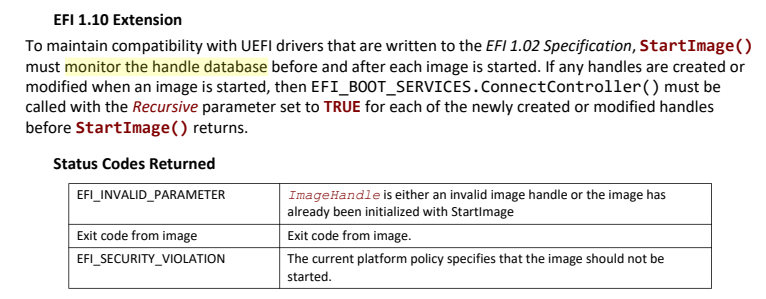 EFI 1.10 Extension
To maintain compatibility with UEFI drivers that are written to the EFI 1.02 Specification, StartImage()
must monitor the handle database before and after each image is started. If any handles are created or
modified when an image is started, then EFI_BOOT_SERVICES.ConnectController() must be
called with the Recursive parameter set to TRUE for each of the newly created or modified handles
before StartImage() returns.
Status Codes Returned
EFI_INVALID_PARAMETER ImageHandle is either an invalid image handle or the image has
already been initialized with StartImage
Exit code from image Exit code from image.
EFI_SECURITY_VIOLATION The current platform policy specifies that the image should not be
started.